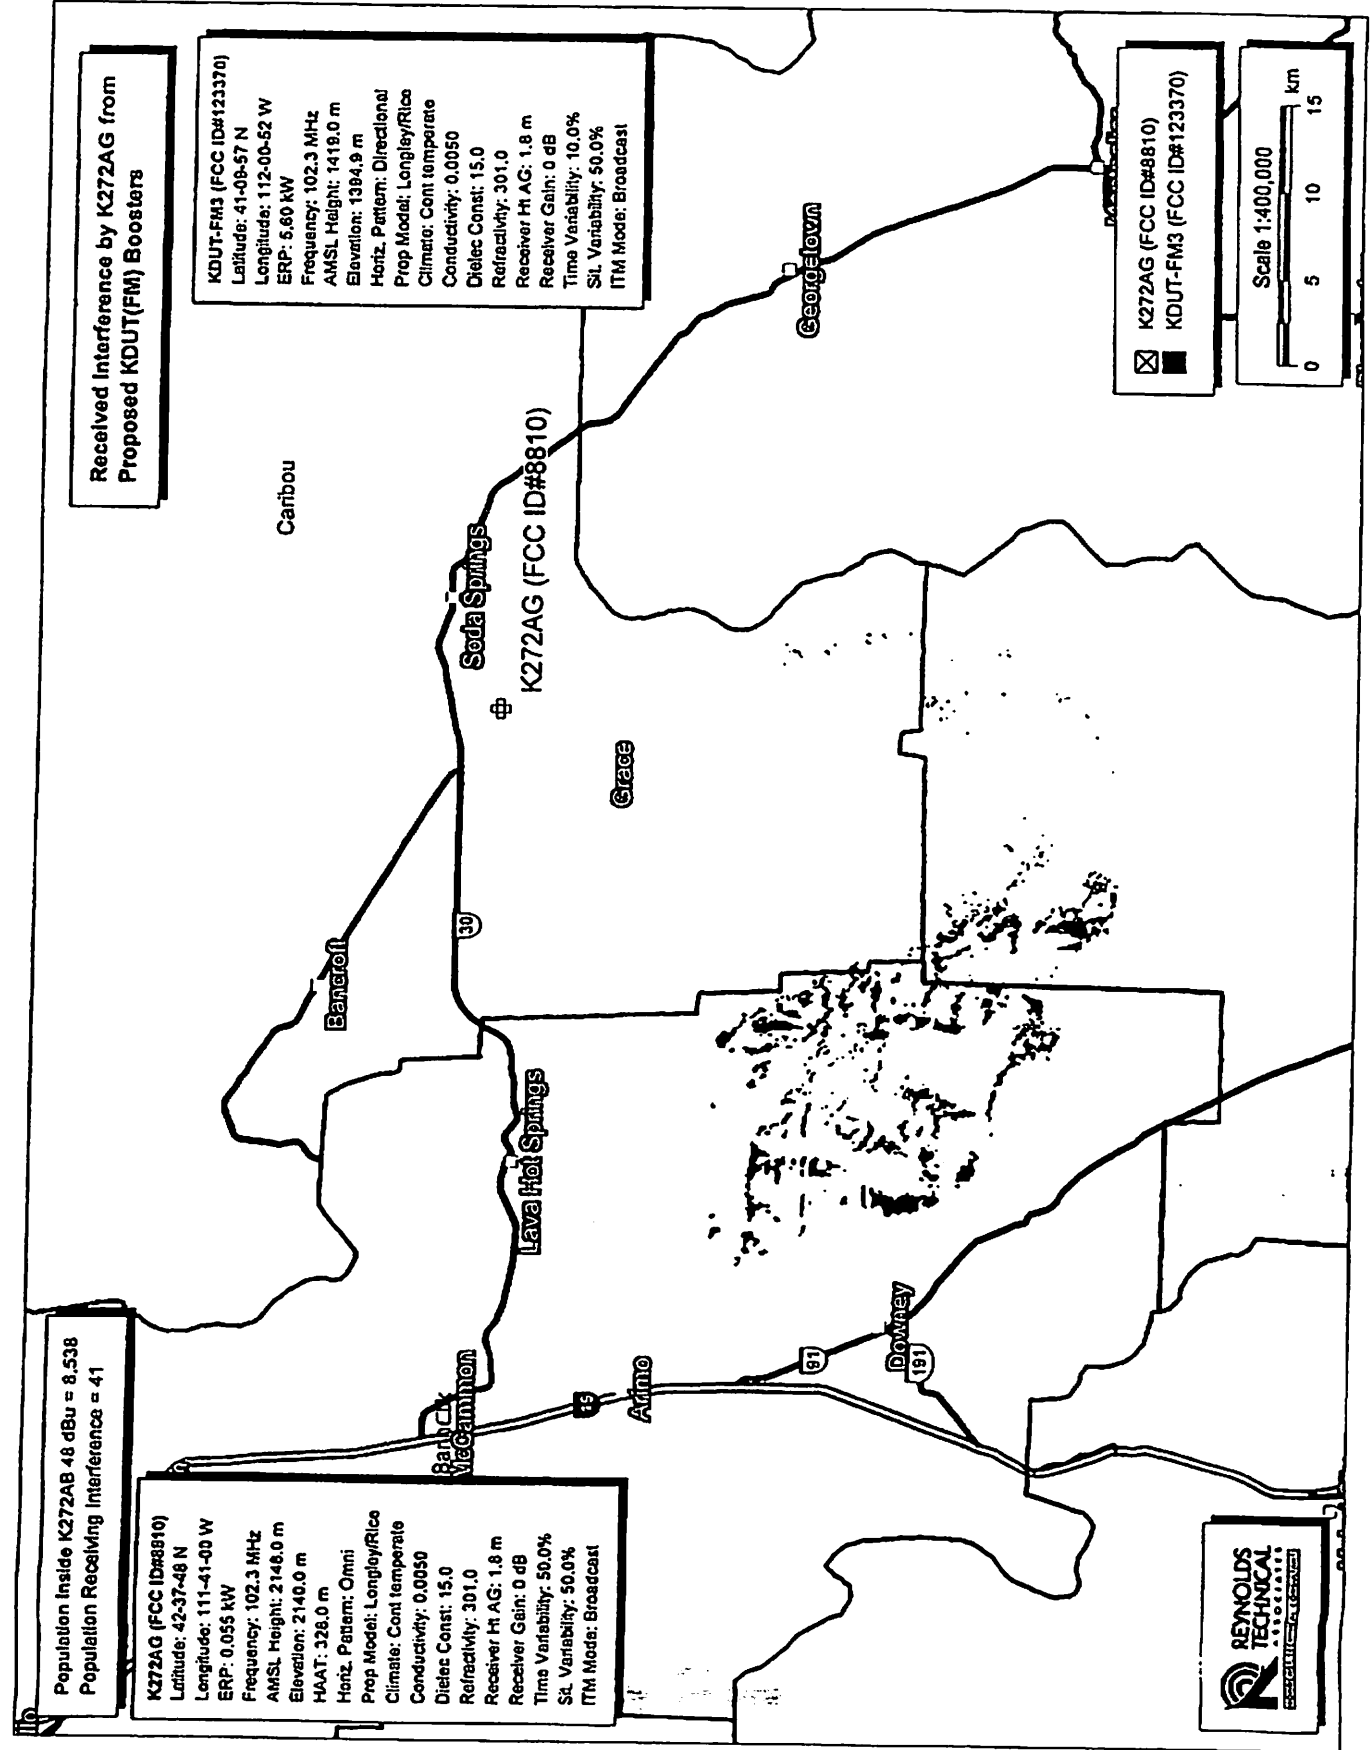 Population Inside K272AB 48 dBu = 8,538
Population Receiving Interference = 41
Received Interference by K272AG from
Proposed KDUT(FM) Boosters
K272AG (FCC ID#8810)
Latitude: 42-37-48 N
Longitude: 111-41-00 W
ERP: 0.055 kW
Frequency: 102.3 MHz
AMSL Height: 2148.0 m
Elevation: 2140.0 m
HAAT: 328.0 m
Horiz. Pattern: Omni
Prop Model: Longley/Rice
Climate: Cont temperate
Conductivity: 0.0050
Dielec Const: 15.0
Refractivity: 301.0
Receiver Ht AG: 1.8 m
Receiver Gain: 0 dB
Time Variability: 50.0%
Sit. Variability: 50.0%
ITM Mode: Broadcast
KDUT-FM3 (FCC ID#123370)
Latitude: 41-09-57 N
Longitude: 112-00-52 W
ERP: 5.60 kW
Frequency: 102.3 MHz
AMSL Height: 1419.0 m
Elevation: 1394.9 m
Horiz. Pattern: Directional
Prop Model: Longley/Rice
Climate: Cont temperate
Conductivity: 0.0050
Dielec Const: 15.0
Refractivity: 301.0
Receiver Ht AG: 1.8 m
Receiver Gain: 0 dB
Time Variability: 10.0%
Sit. Variability: 50.0%
ITM Mode: Broadcast
Caribou
Bancroft
30
Soda Springs
K272AG (FCC ID#8810)
McCammon
Lava Hot Springs
15
Arimo
Grace
Georgetown
91
Downey
191
K272AG (FCC ID#8810)
KDUT-FM3 (FCC ID#123370)
Scale 1:400,000
0 5 10 15
km
REYNOLDS
TECHNICAL
ASSOCIATES